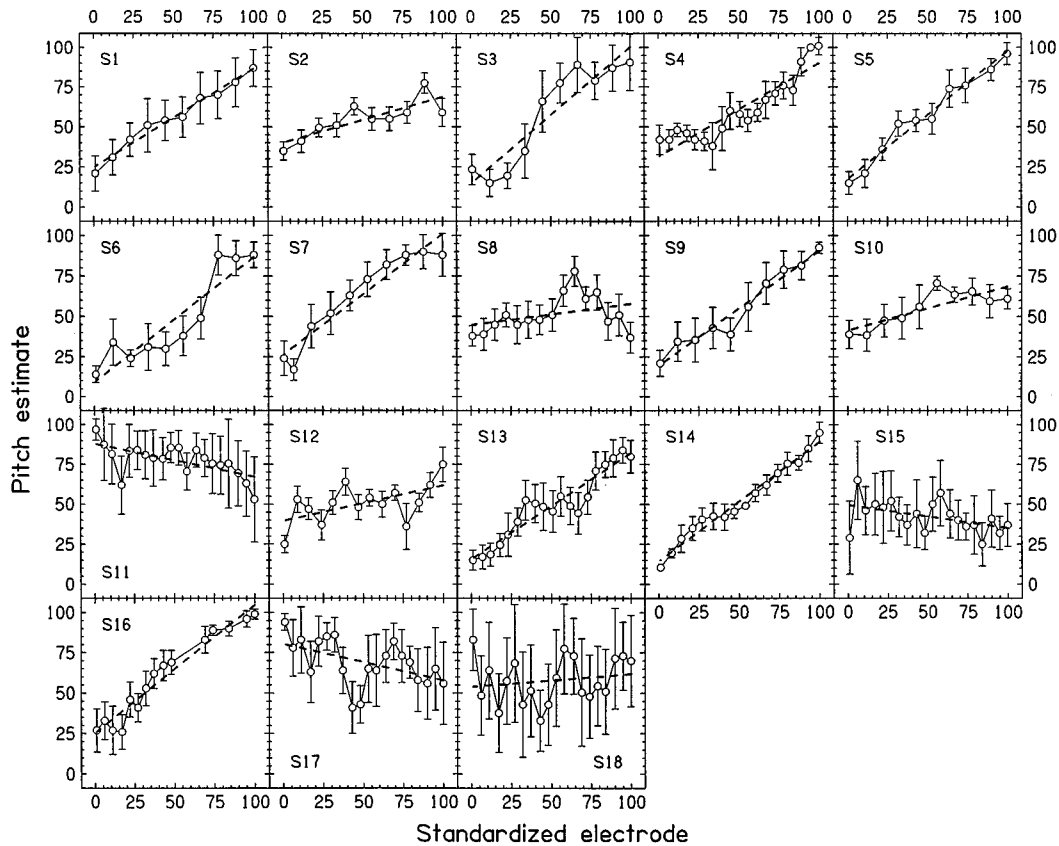 0 25 50 75 100 0 25 50 75 100 0 25 50 75 100
100 S1 S2 S3 S4 S5 100
75 75
50 50
25 25
0 0
100 S6 S7 S8 S9 S10 100
75 75
50 50
25 25
0 0
Pitch estimate
100 S12 S13 S14 S15 100
75 75
50 50
25 25
0 S11 0
100 S16
75
50
25 S17 S18
0
0 25 50 75 100 0 25 50 75 100
0 25 50 75 100 0 25 50 75 100 0 25 50 75 100
Standardized electrode